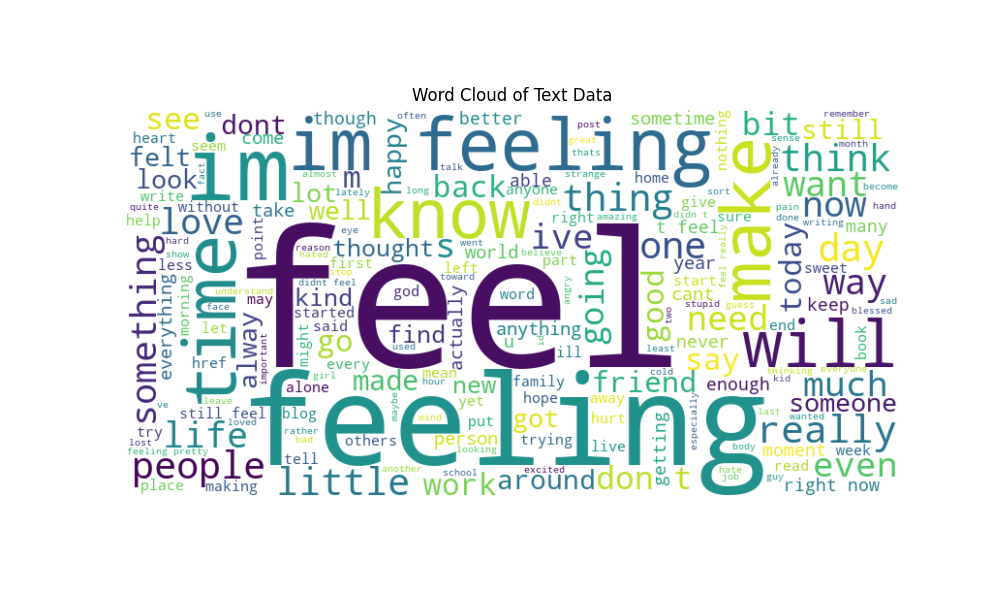 Word Cloud of Text Data
see
use
dont
though
often
better
post
sometime
nothing
bit
still
remember
heart
seem
come
im
im feeling
happy
great
thats
sense
month
felt
fact
almost
talk
strange
home
already
think
look
m
lately
long
back
able
anyone
didnt
thing
sort
pain
want
become
write
lot
know
give
didn t
sure
done
now
hand
quite
without
take
well
right
amazing
t feel
make
writing
many
help
love
point
eye
thought
s
went
ive
one
feel really
today
day
hard
time
reason
hated
first
world
believe
part
going
year
sweet
way
show
less
stop
left
toward
angry
good
start
cant
something
everything
morning
understand
didnt feel
feel
god
word
two
stupid
guess
keep
blessed
sad
face
may
kind
actually
need
end
book
let
alway
important
started
said
used
find
anything
u
id
least
never
will
href
might
go
every
mean
ill
say
girl
hour
cold
thinking
kid
everyone
leave
alone
made
new
family
friend
enough
much
ve
still feel
loved
blog
maybe
feeling
yet
hope
away
someone
try
rather
put
got
hurt
last
wanted
lost
life
bad
others
mind
person
trying
live
getting
especially
body
really
feeling pretty
tell
looking
moment
week
people
another
school
excited
hate
job
guy
read
even
place
making
little
work
around
don t
right now